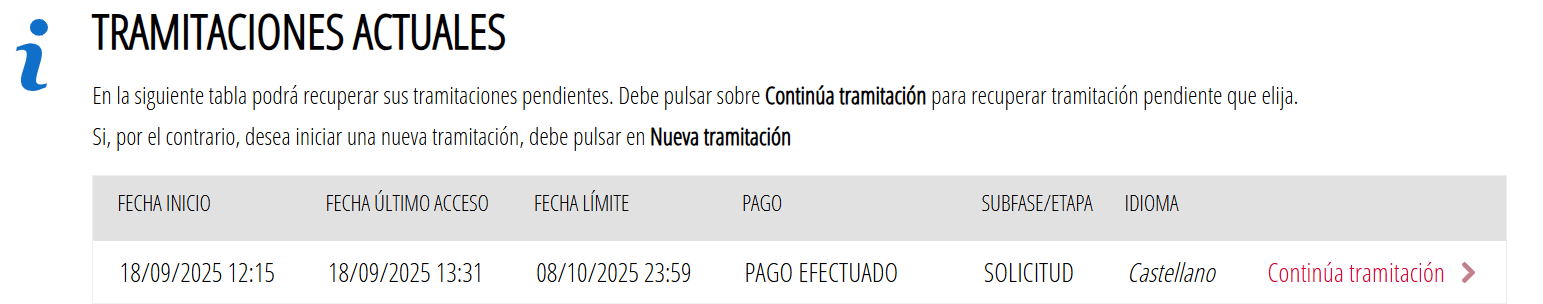 TRAMITACIONES ACTUALES
En la siguiente tabla podrá recuperar sus tramitaciones pendientes. Debe pulsar sobre Continúa tramitación para recuperar tramitación pendiente que elija.
Si, por el contrario, desea iniciar una nueva tramitación, debe pulsar en Nueva tramitación
FECHA INICIO FECHA ÚLTIMO ACCESO FECHA LÍMITE PAGO SUBFASE/ETAPA IDIOMA
18/09/2025 12:15 18/09/2025 13:31 08/10/2025 23:59 PAGO EFECTUADO SOLICITUD Castellano Continúa tramitación